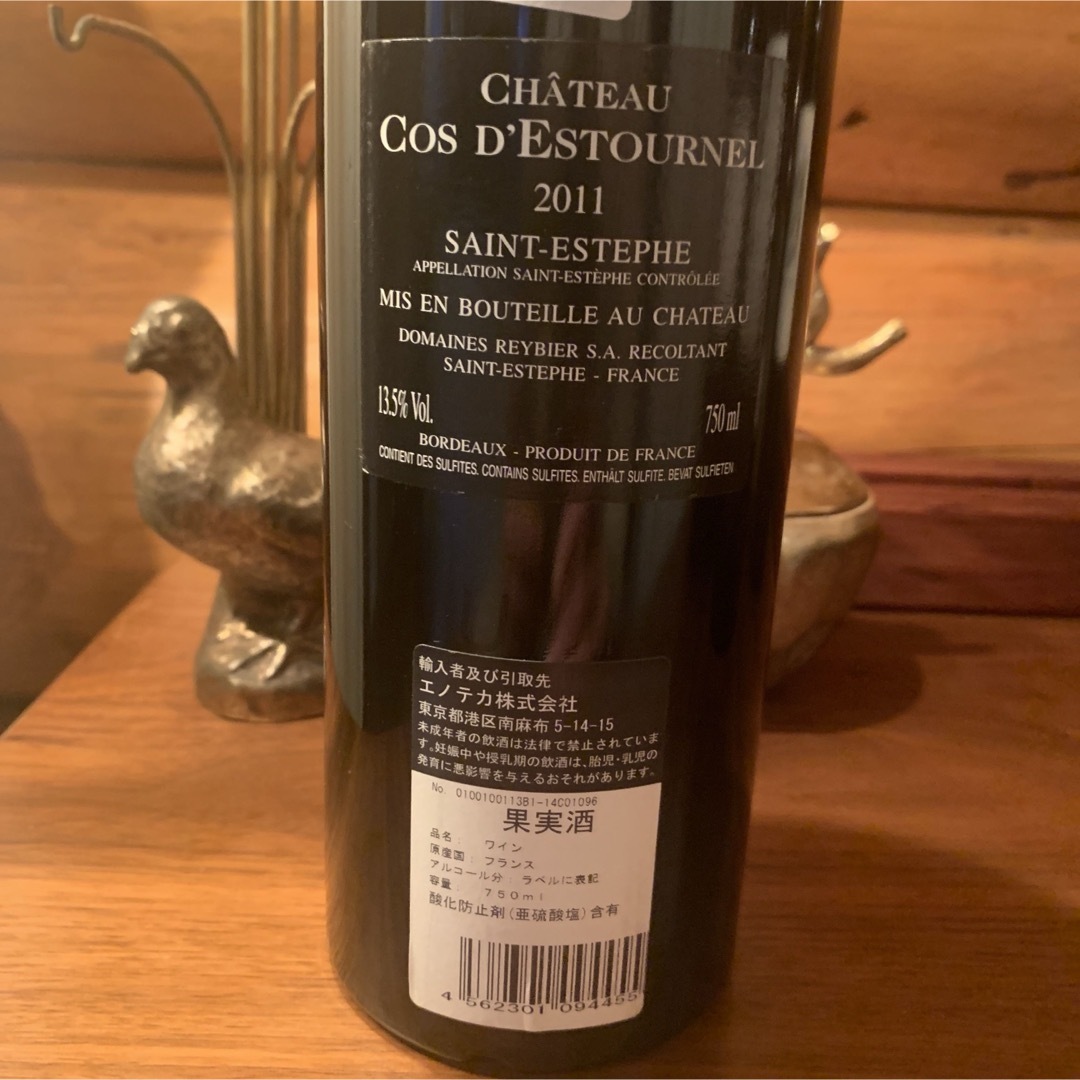 CHÂTEAU
COS D'ESTOURNEL
2011
SAINT-ESTEPHE
APPELLATION SAINT-ESTÈPHE CONTRÔLÉE
MIS EN BOUTEILLE AU CHATEAU
DOMAINES REYBIER S.A. RECOLTANT
SAINT-ESTEPHE - FRANCE
13.5% Vol. 750 ml
BORDEAUX - PRODUIT DE FRANCE
CONTIENT DES SULFITES. CONTAINS SULFITES. ENTHÄLT SULFITE. BEVAT SULFIETEN
輸入者及び引取先
エノテカ株式会社
東京都港区南麻布 5-14-15
未成年者の飲酒は法律で禁止されていま
す。妊娠中や授乳期の飲酒は、胎児・乳児の
発育に悪影響を与えるおそれがあります。
No. 0100100113BI-14C01096
果実酒
品名： ワイン
原産国：フランス
アルコール分：ラベルに表記
容量： 750ml
酸化防止剤(亜硫酸塩)含有
4 562301 094455